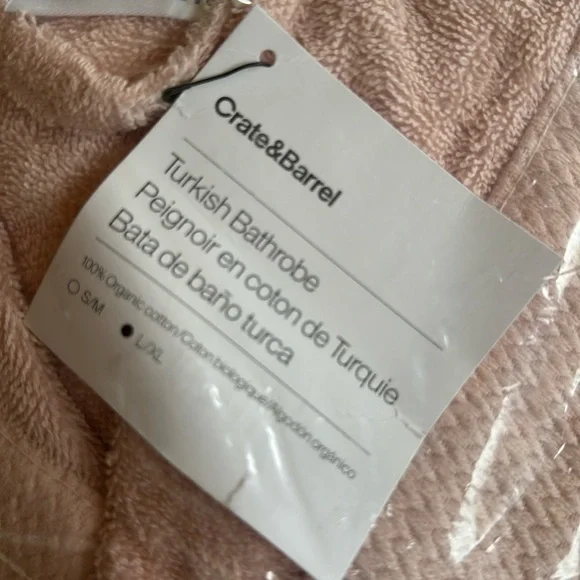 Crate&Barrel
Turkish Bathrobe
Peignoir en coton de Turquie
Bata de baño turca
100% Organic cotton/Coton biologique/Algodón orgánico
S/M
L/XL